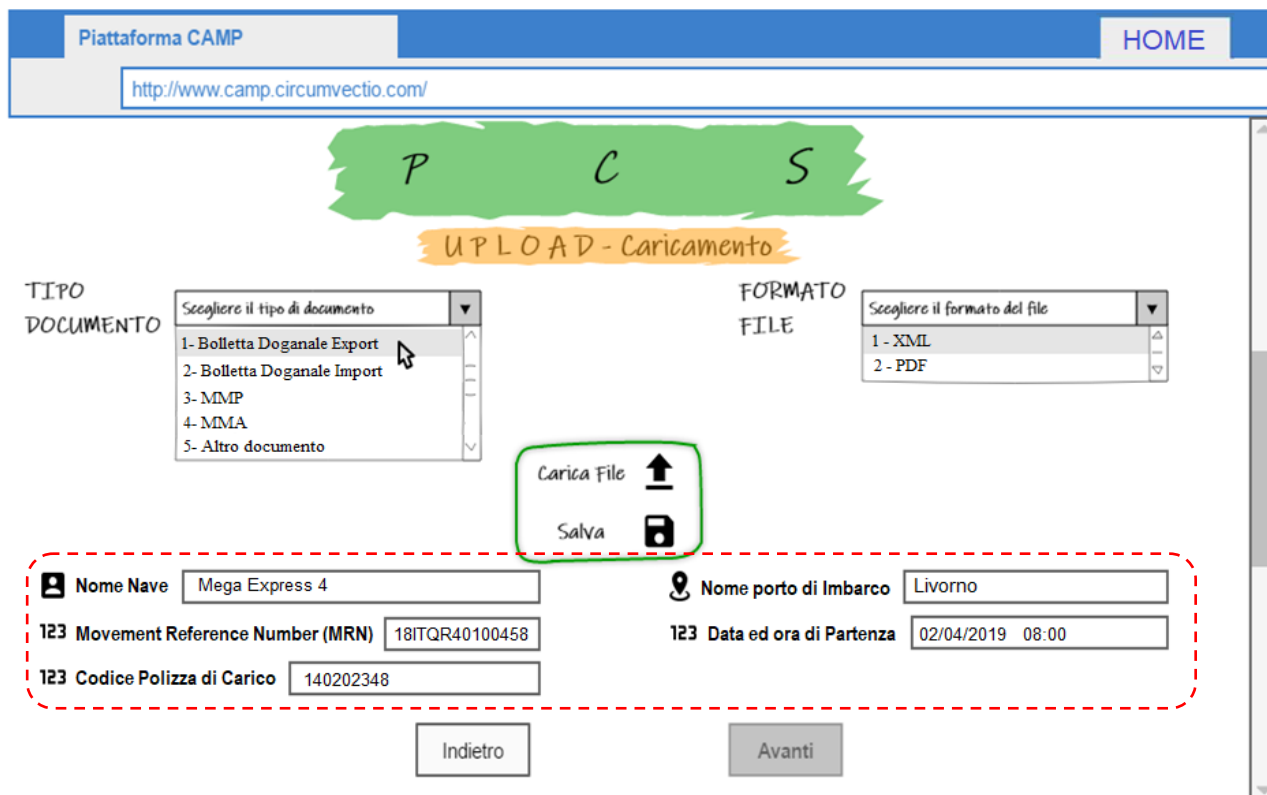 Piattaforma CAMP
HOME
http://www.camp.circumvectio.com/
P C S
UPLOAD - Caricamento
TIPO DOCUMENTO
Scegliere il tipo di documento
1- Bolletta Doganale Export
2- Bolletta Doganale Import
3- MMP
4- MMA
5- Altro documento
FORMATO FILE
Scegliere il formato del file
1 - XML
2 - PDF
Carica File
Salva
Nome Nave Mega Express 4
Nome porto di Imbarco Livorno
123 Movement Reference Number (MRN) 18ITQR40100458
123 Data ed ora di Partenza 02/04/2019 08:00
123 Codice Polizza di Carico 140202348
Indietro
Avanti